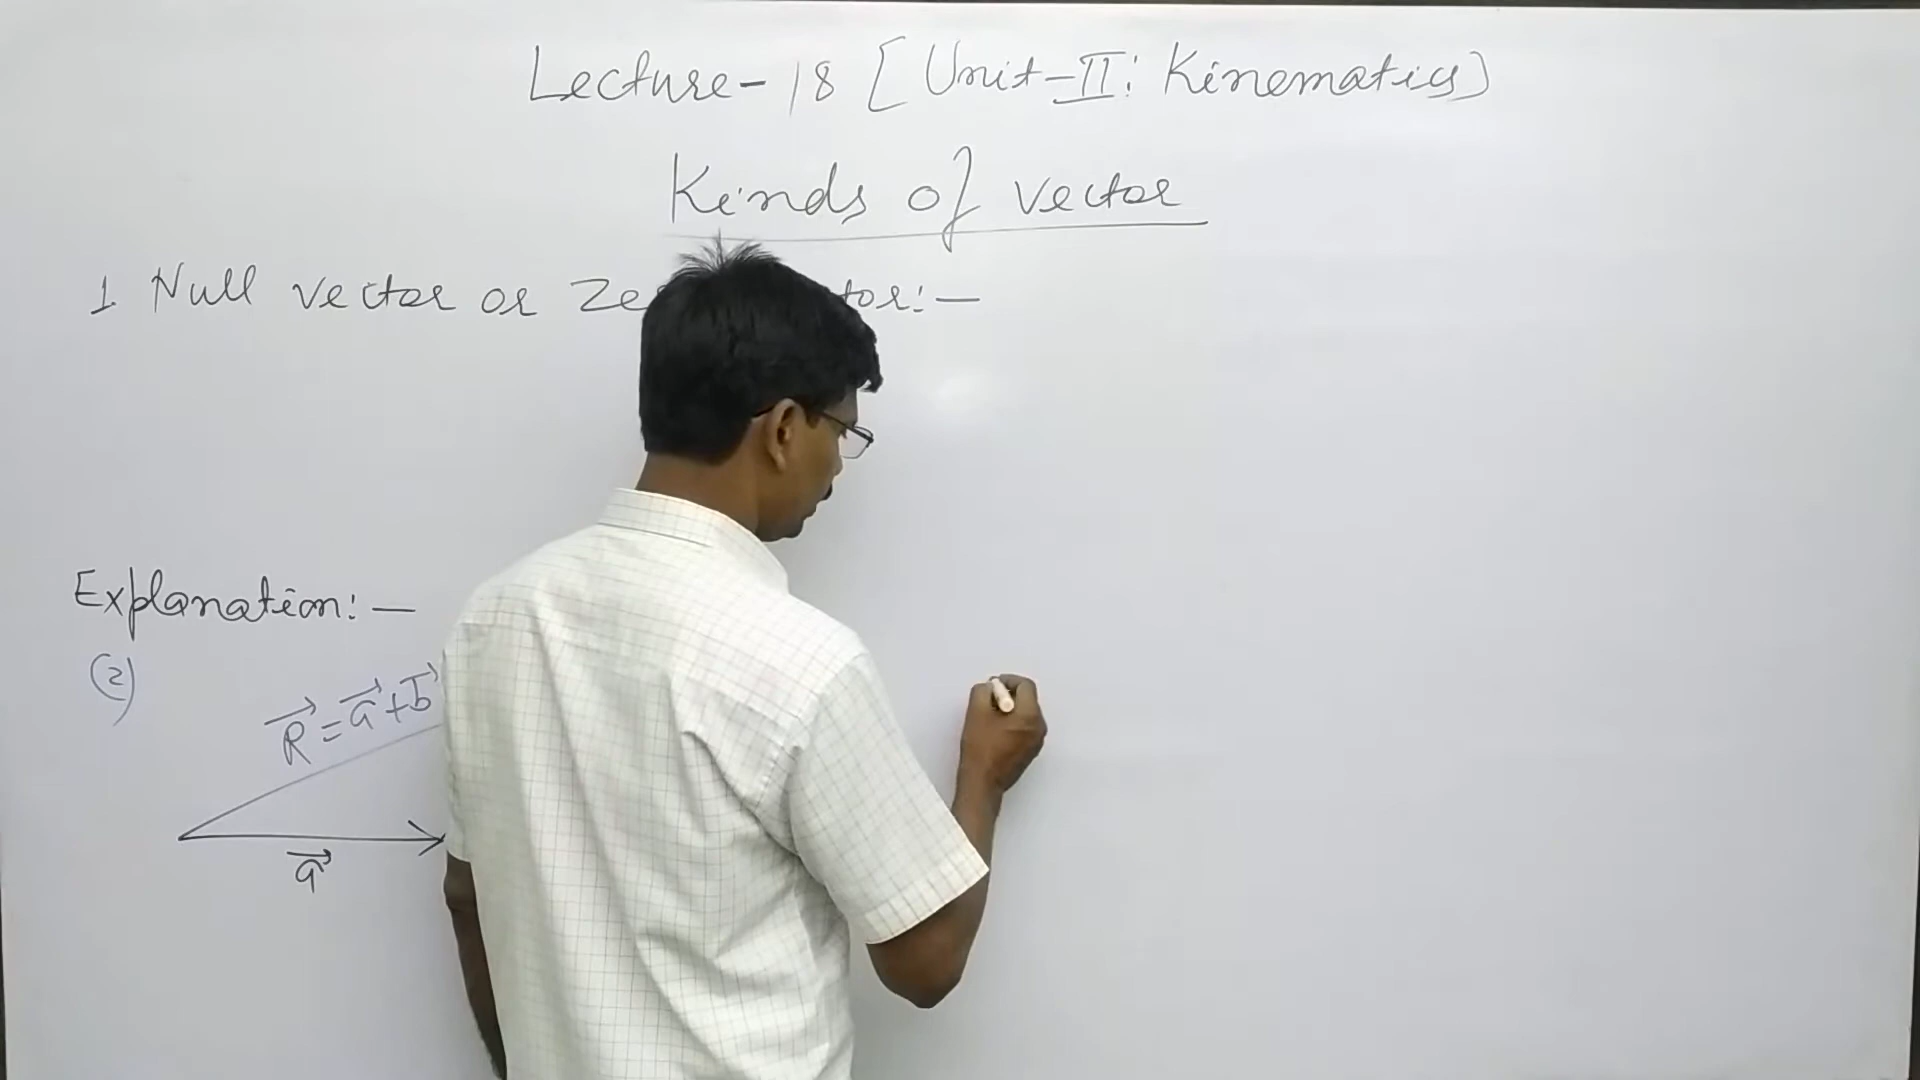 Lecture-18 [Unit-II: Kinematics)
Kinds of vector
1 Null vector or Ze tor:—
Explanation:—
(2)
R⃗ = a⃗ + b⃗
a⃗